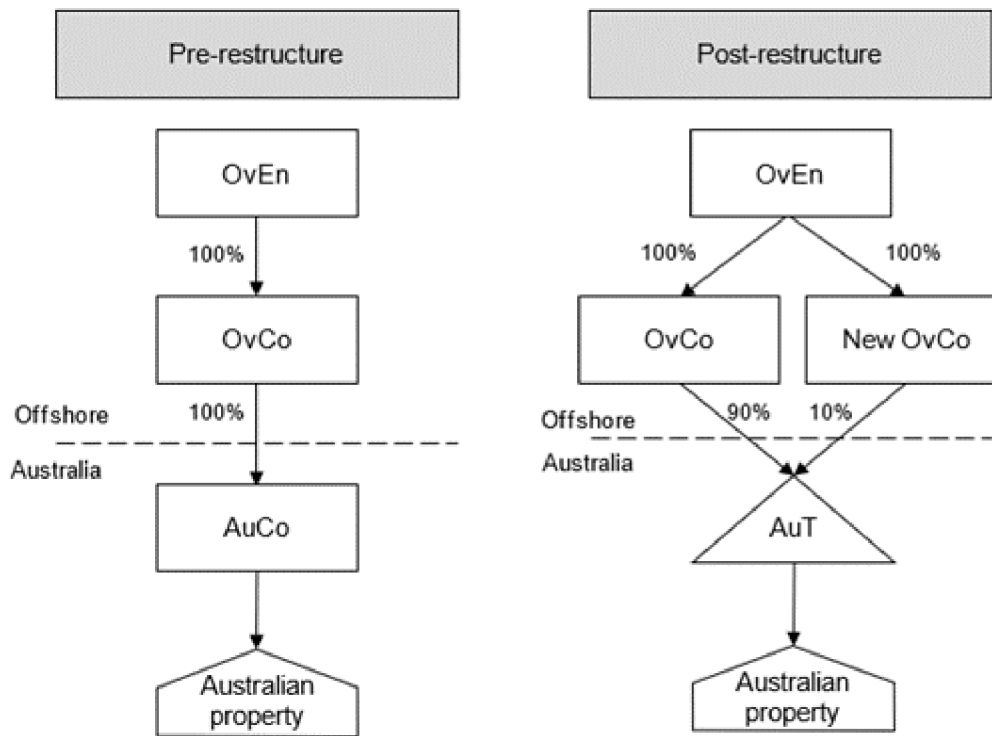 Pre-restructure
OvEn
100%
OvCo
100%
Offshore
Australia
AuCo
Australian
property
Post-restructure
OvEn
100%
100%
OvCo
New OvCo
90%
10%
Offshore
Australia
AuT
Australian
property